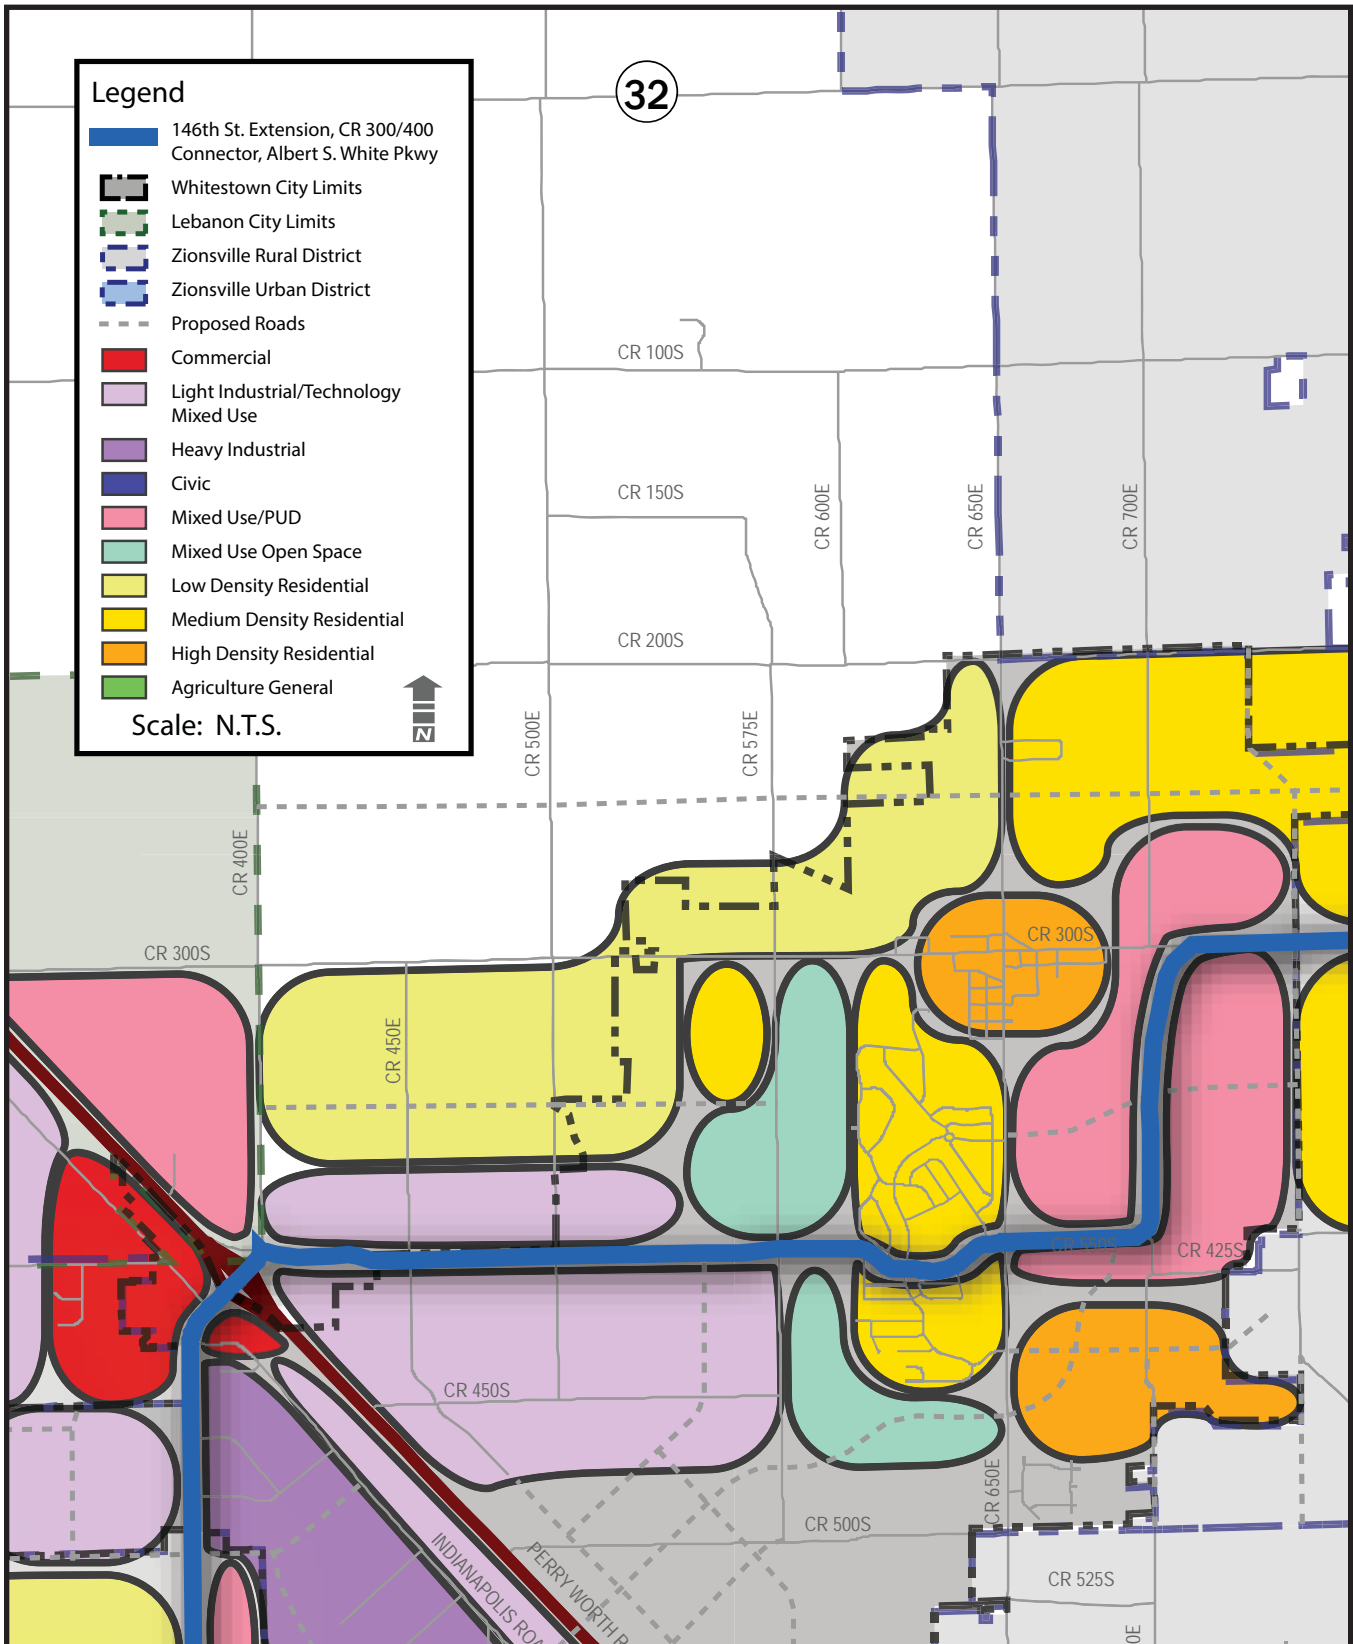 32
Legend
146th St. Extension, CR 300/400
Connector, Albert S. White Pkwy
Whitestown City Limits
Lebanon City Limits
Zionsville Rural District
Zionsville Urban District
Proposed Roads
Commercial
Light Industrial/Technology
Mixed Use
Heavy Industrial
Civic
Mixed Use/PUD
Mixed Use Open Space
Low Density Residential
Medium Density Residential
High Density Residential
Agriculture General
Scale: N.T.S.
N
CR 100S
CR 150S
CR 600E
CR 650E
CR 700E
CR 200S
CR 500E
CR 575E
CR 400E
CR 300S
CR 300S
CR 450E
CR 550S
CR 425S
CR 450S
CR 650E
CR 500S
INDIANAPOLIS ROA
PERRY WORTH R
CR 525S
0E